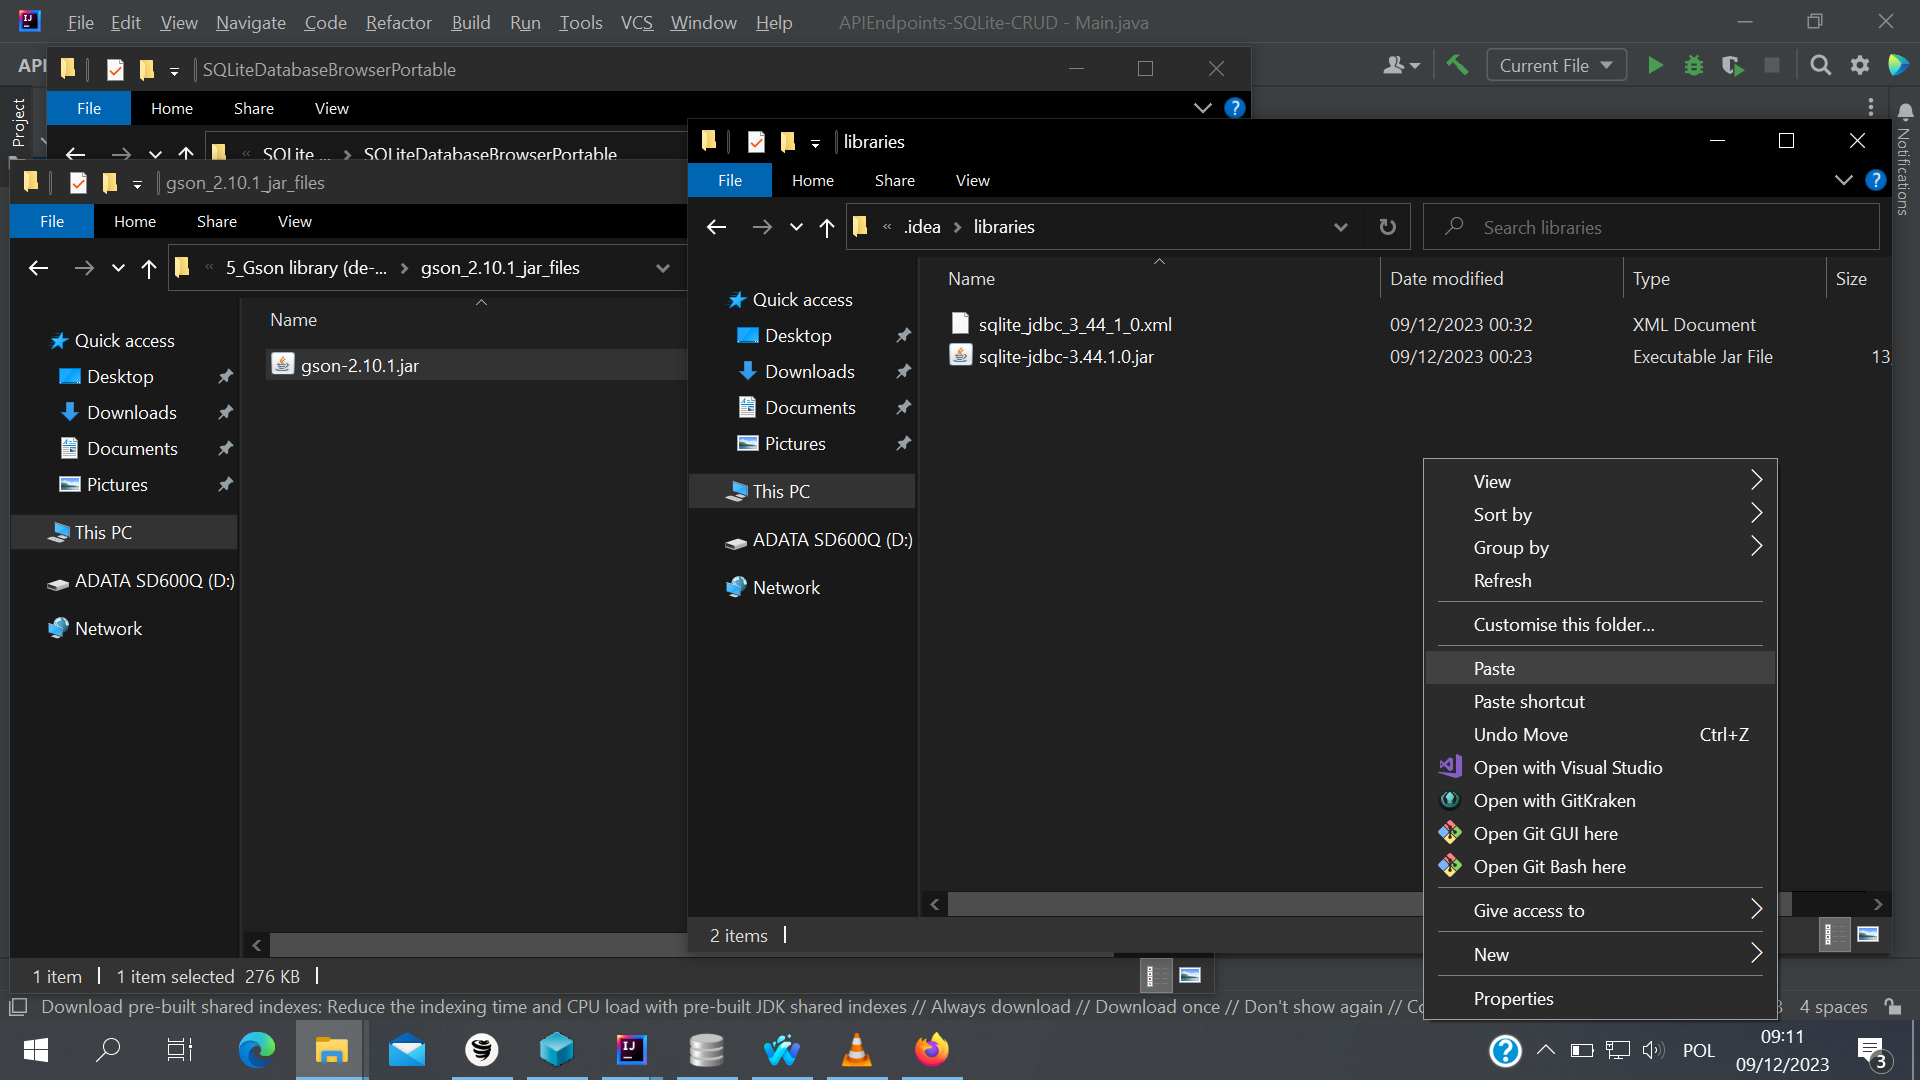 File Edit View Navigate Code Refactor Build Run Tools VCS Window Help APIEndpoints-SQLite-CRUD - Main.java
API
Current File
Project
Notifications
SQLiteDatabaseBrowserPortable
File Home Share View
SQLite ... SQLiteDatabaseBrowserPortable
gson_2.10.1_jar_files
File Home Share View
5_Gson library (de-... gson_2.10.1_jar_files
Name
Quick access
Desktop
Downloads
Documents
Pictures
This PC
ADATA SD600Q (D:)
Network
gson-2.10.1.jar
1 item 1 item selected 276 KB
libraries
File Home Share View
.idea libraries
Search libraries
Name Date modified Type Size
Quick access
Desktop
Downloads
Documents
Pictures
This PC
ADATA SD600Q (D:)
Network
sqlite_jdbc_3_44_1_0.xml 09/12/2023 00:32 XML Document
sqlite-jdbc-3.44.1.0.jar 09/12/2023 00:23 Executable Jar File 13,
2 items
View
Sort by
Group by
Refresh
Customise this folder...
Paste
Paste shortcut
Undo Move Ctrl+Z
Open with Visual Studio
Open with GitKraken
Open Git GUI here
Open Git Bash here
Give access to
New
Properties
Download pre-built shared indexes: Reduce the indexing time and CPU load with pre-built JDK shared indexes // Always download // Download once // Don't show again // Co
4 spaces
POL
09:11
09/12/2023
3